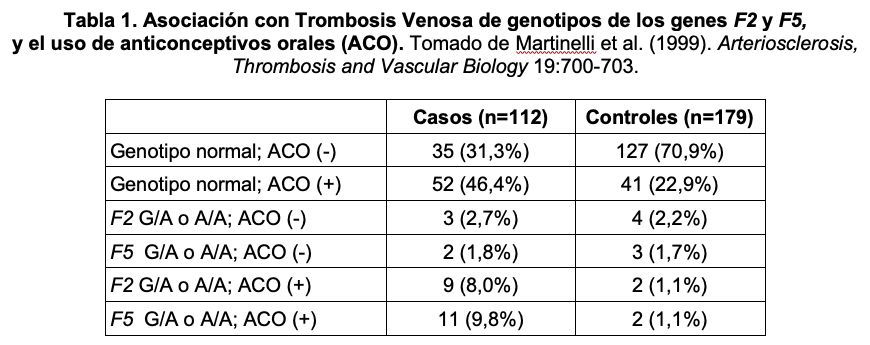 Tabla 1. Asociación con Trombosis Venosa de genotipos de los genes F2 y F5,
y el uso de anticonceptivos orales (ACO). Tomado de Martinelli et al. (1999). Arteriosclerosis,
Thrombosis and Vascular Biology 19:700-703.
Casos (n=112) Controles (n=179)
Genotipo normal; ACO (-) 35 (31,3%) 127 (70,9%)
Genotipo normal; ACO (+) 52 (46,4%) 41 (22,9%)
F2 G/A o A/A; ACO (-) 3 (2,7%) 4 (2,2%)
F5 G/A o A/A; ACO (-) 2 (1,8%) 3 (1,7%)
F2 G/A o A/A; ACO (+) 9 (8,0%) 2 (1,1%)
F5 G/A o A/A; ACO (+) 11 (9,8%) 2 (1,1%)